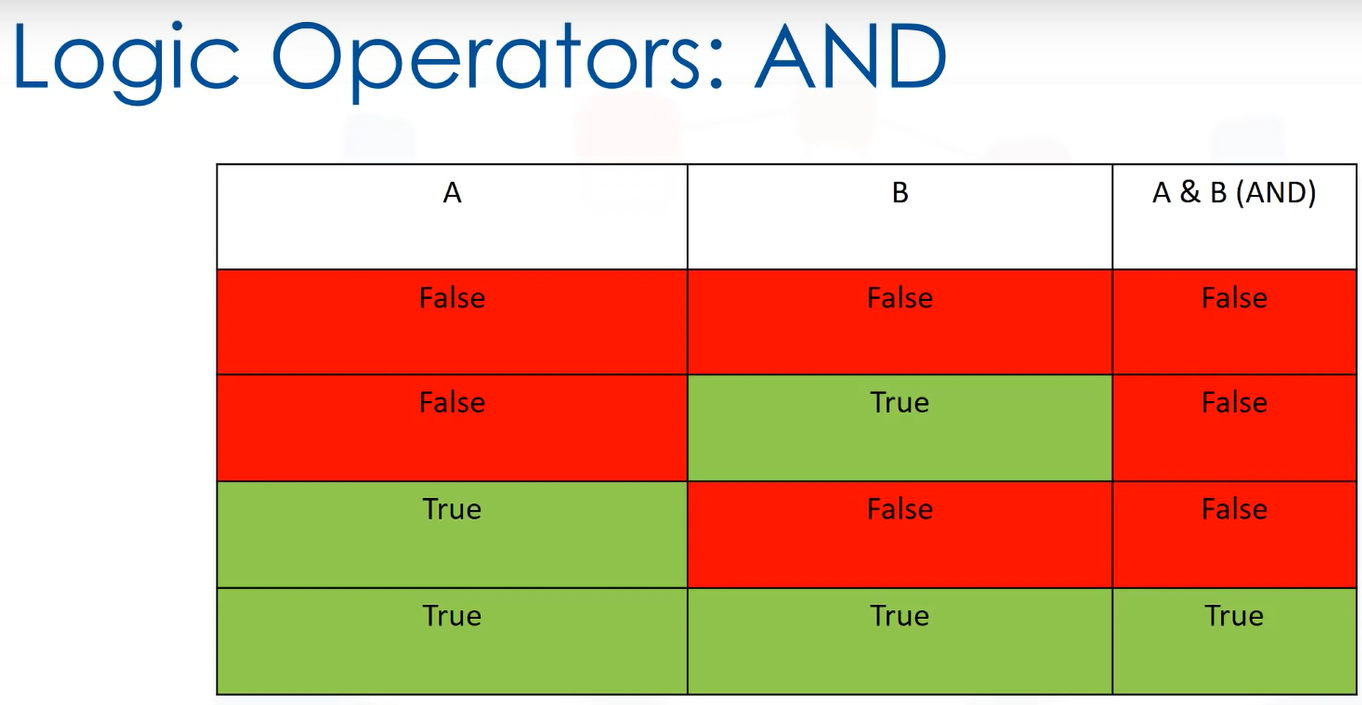 Logic Operators: AND
A B A & B (AND)
False False False
False True False
True False False
True True True